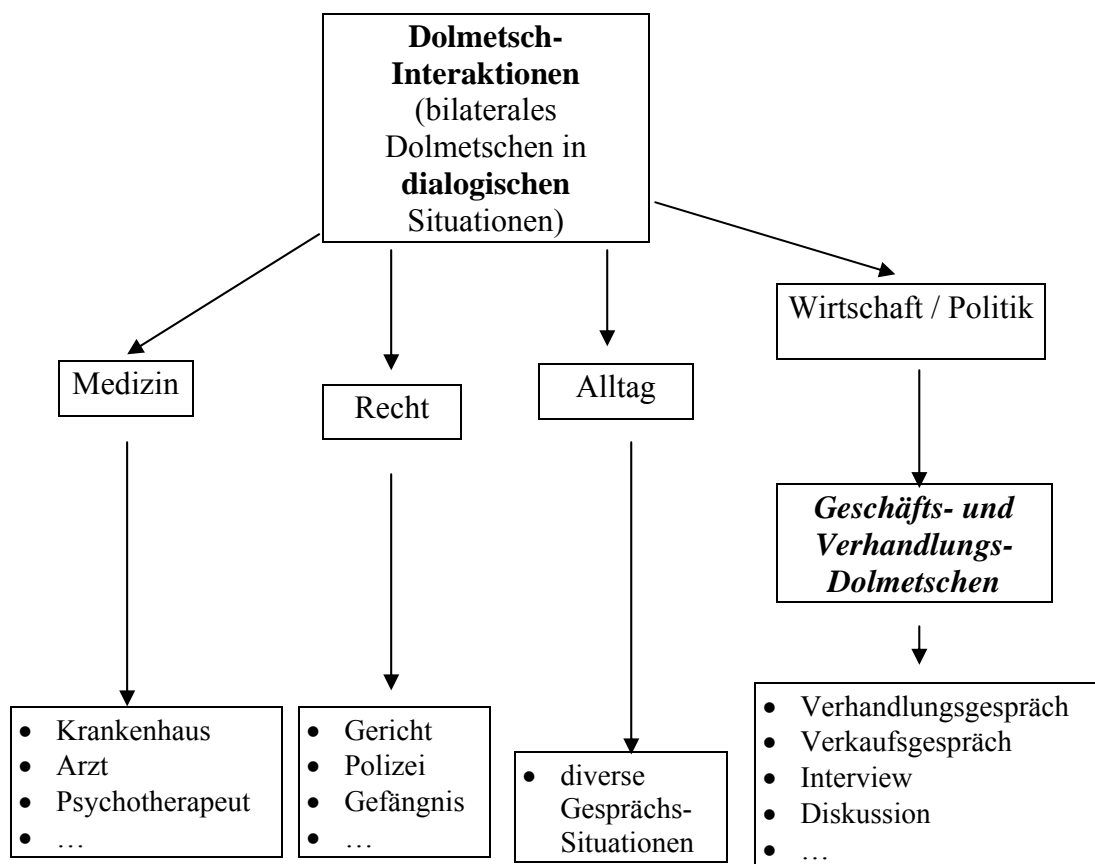 Dolmetsch-
Interaktionen
(bilaterales
Dolmetschen in
dialogischen
Situationen)
Wirtschaft / Politik
Medizin
Recht
Alltag
Geschäfts- und
Verhandlungs-
Dolmetschen
• Krankenhaus
• Arzt
• Psychotherapeut
• …
• Gericht
• Polizei
• Gefängnis
• …
• diverse
Gesprächs-
Situationen
• Verhandlungsgespräch
• Verkaufsgespräch
• Interview
• Diskussion
• …